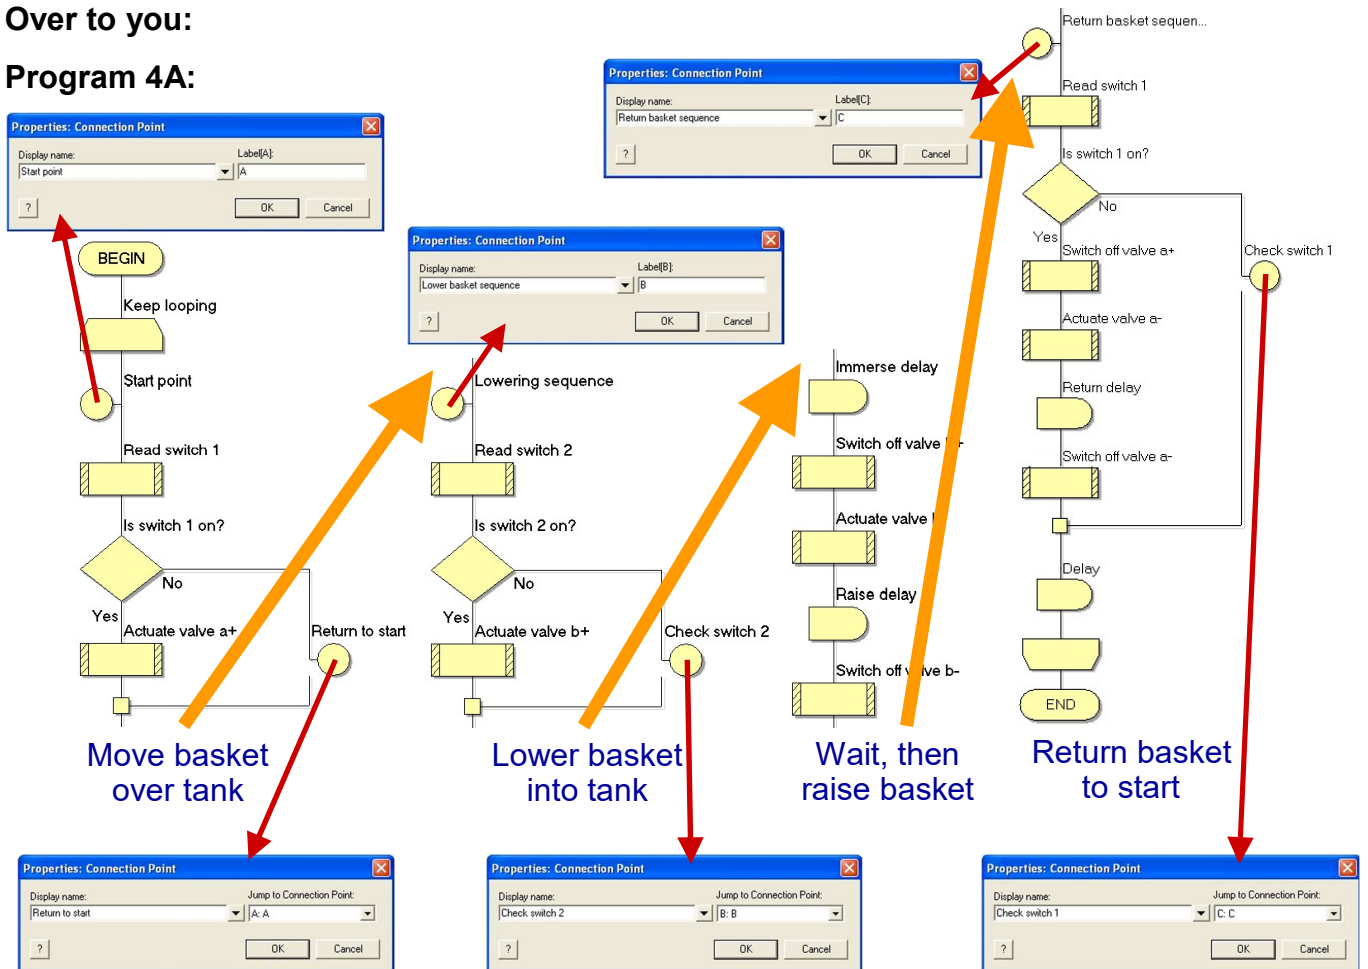 Over to you:
Program 4A:
Properties: Connection Point
Display name:
Label[A]:
Start point
A
?
OK
Cancel
BEGIN
Keep looping
Start point
Read switch 1
Is switch 1 on?
No
Yes
Actuate valve a+
Return to start
Move basket
over tank
Properties: Connection Point
Display name:
Jump to Connection Point:
Return to start
A: A
?
OK
Cancel
Properties: Connection Point
Display name:
Label[B]:
Lower basket sequence
B
?
OK
Cancel
Lowering sequence
Read switch 2
Is switch 2 on?
No
Yes
Actuate valve b+
Check switch 2
Lower basket
into tank
Properties: Connection Point
Display name:
Jump to Connection Point:
Check switch 2
B: B
?
OK
Cancel
Immerse delay
Switch off valve
Actuate valve
Raise delay
Switch off valve b-
Wait, then
raise basket
Properties: Connection Point
Display name:
Label[C]:
Return basket sequence
C
?
OK
Cancel
Return basket sequen...
Read switch 1
Is switch 1 on?
No
Yes
Switch off valve a+
Check switch 1
Actuate valve a-
Return delay
Switch off valve a-
Delay
END
Return basket
to start
Properties: Connection Point
Display name:
Jump to Connection Point:
Check switch 1
C: C
?
OK
Cancel